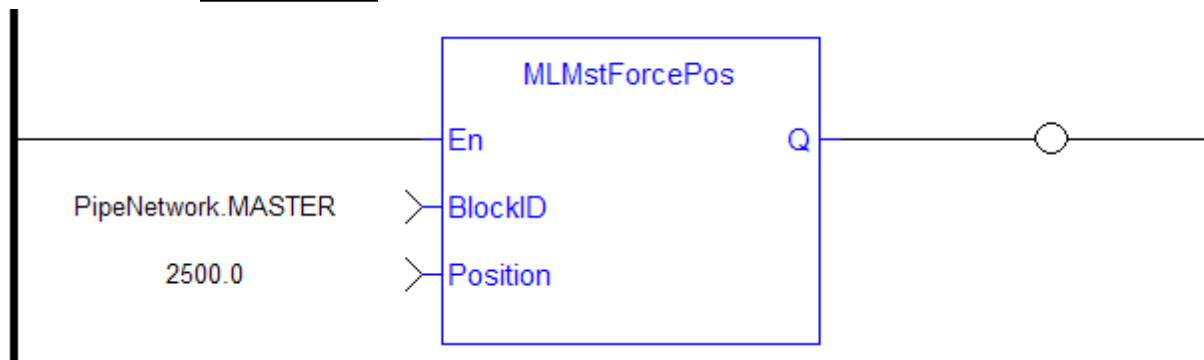 MLMstForcePos
En Q
PipeNetwork.MASTER BlockID
2500.0 Position